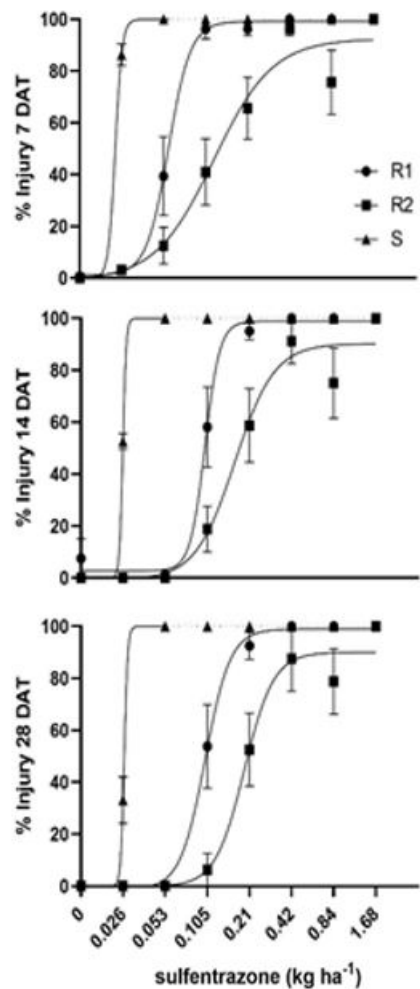 % Injury 7 DAT
100
80
60
40
20
0
R1
R2
S
% Injury 14 DAT
100
80
60
40
20
0
% Injury 28 DAT
100
80
60
40
20
0
0 0.026 0.053 0.105 0.21 0.42 0.84 1.68
sulfentrazone (kg ha⁻¹)